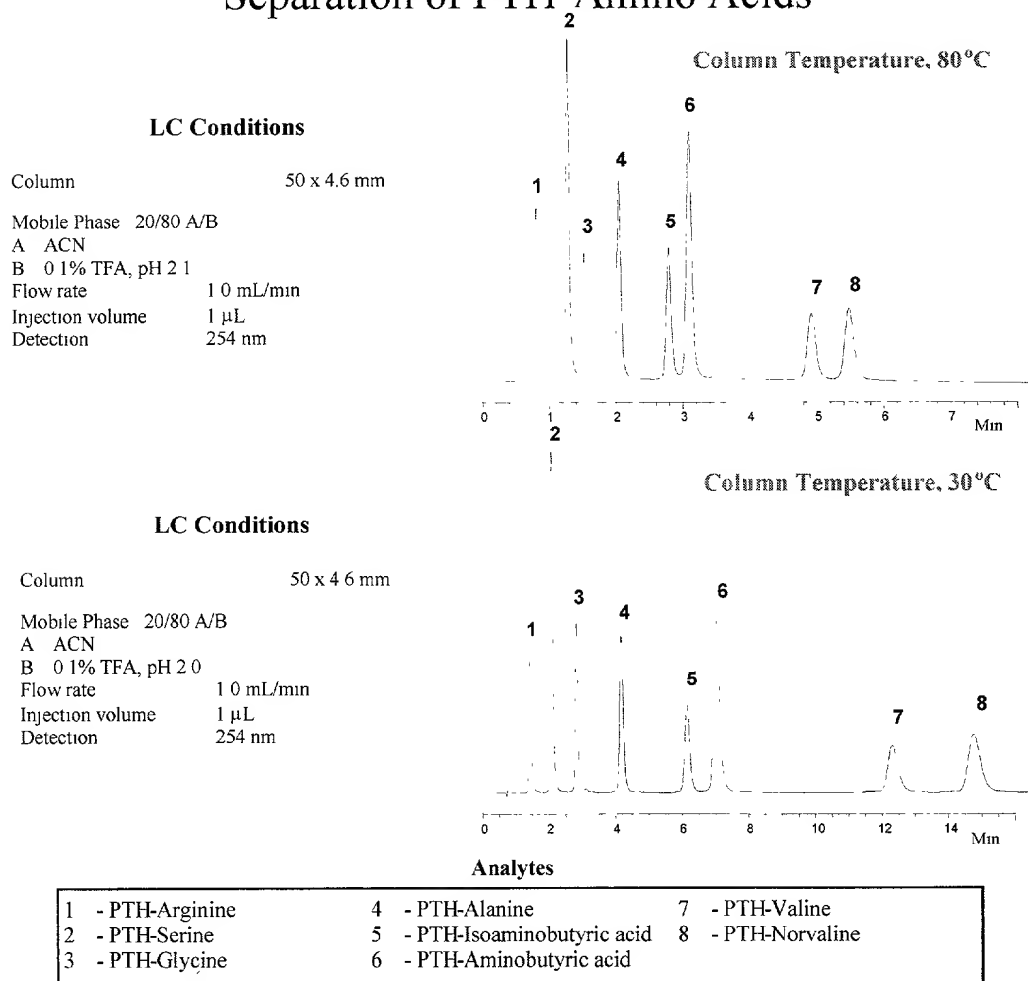 Separation of PTH-Amino Acids
Column Temperature, 80°C
LC Conditions
Column 50 x 4.6 mm
Mobile Phase 20/80 A/B
A ACN
B 0 1% TFA, pH 2 1
Flow rate 1 0 mL/min
Injection volume 1 µL
Detection 254 nm
1 2 3 4 5 6 7 8
0 1 2 3 4 5 6 7 Min
Column Temperature, 30°C
LC Conditions
Column 50 x 4 6 mm
Mobile Phase 20/80 A/B
A ACN
B 0 1% TFA, pH 2 0
Flow rate 1 0 mL/min
Injection volume 1 µL
Detection 254 nm
1 2 3 4 5 6 7 8
0 2 4 6 8 10 12 14 Min
Analytes
1 - PTH-Arginine 4 - PTH-Alanine 7 - PTH-Valine
2 - PTH-Serine 5 - PTH-Isoaminobutyric acid 8 - PTH-Norvaline
3 - PTH-Glycine 6 - PTH-Aminobutyric acid